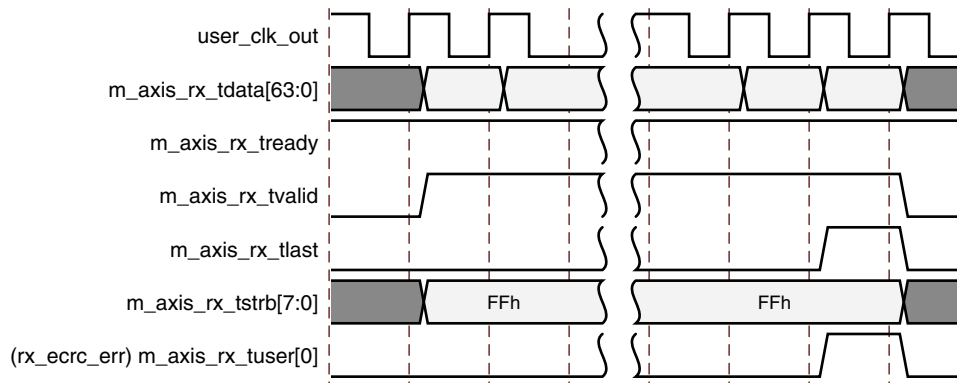 user_clk_out
m_axis_rx_tdata[63:0]
m_axis_rx_tready
m_axis_rx_tvalid
m_axis_rx_tlast
m_axis_rx_tstrb[7:0] FFh FFh
(rx_ecrc_err) m_axis_rx_tuser[0]